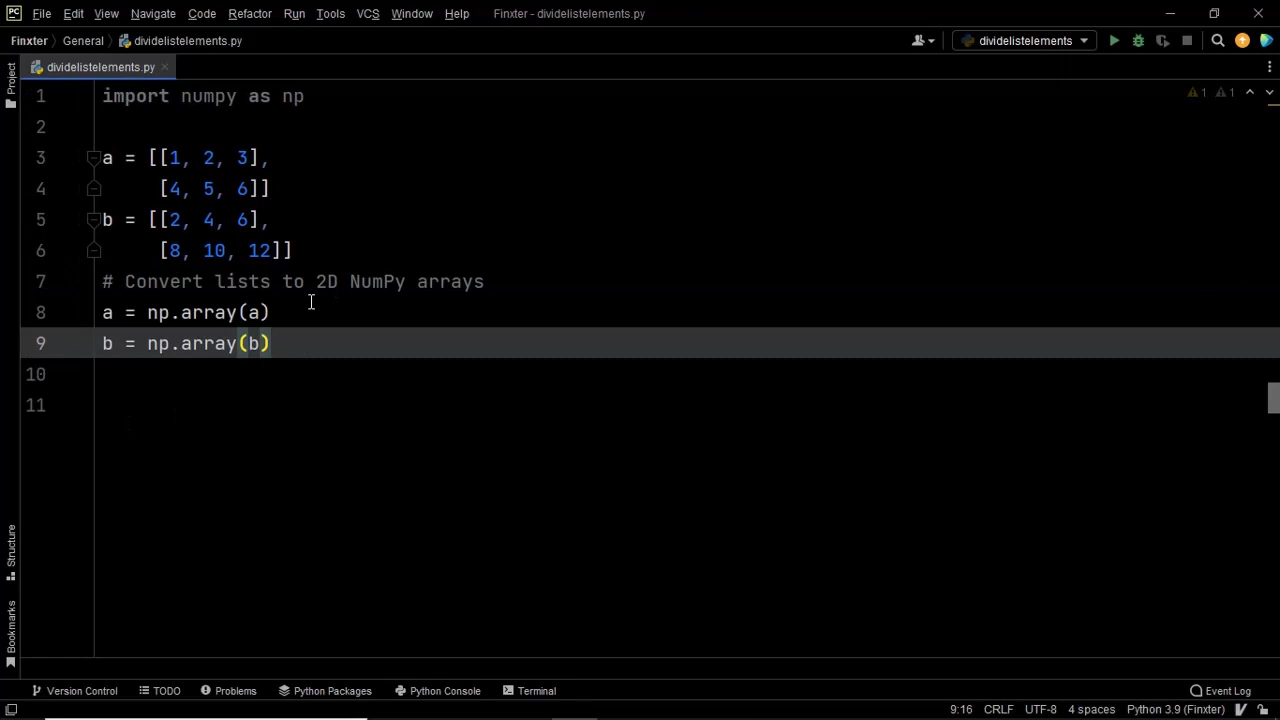 PC File Edit View Navigate Code Refactor Run Tools VCS Window Help Finxter - dividelistelements.py
Finxter General dividelistelements.py dividelistelements
Project
dividelistelements.py
1 import numpy as np 1 1
2
3 a = [[1, 2, 3],
4 [4, 5, 6]]
5 b = [[2, 4, 6],
6 [8, 10, 12]]
7 # Convert lists to 2D NumPy arrays
8 a = np.array(a)
9 b = np.array(b)
10
11
Structure
Bookmarks
Version Control TODO Problems Python Packages Python Console Terminal Event Log
9:16 CRLF UTF-8 4 spaces Python 3.9 (Finxter)